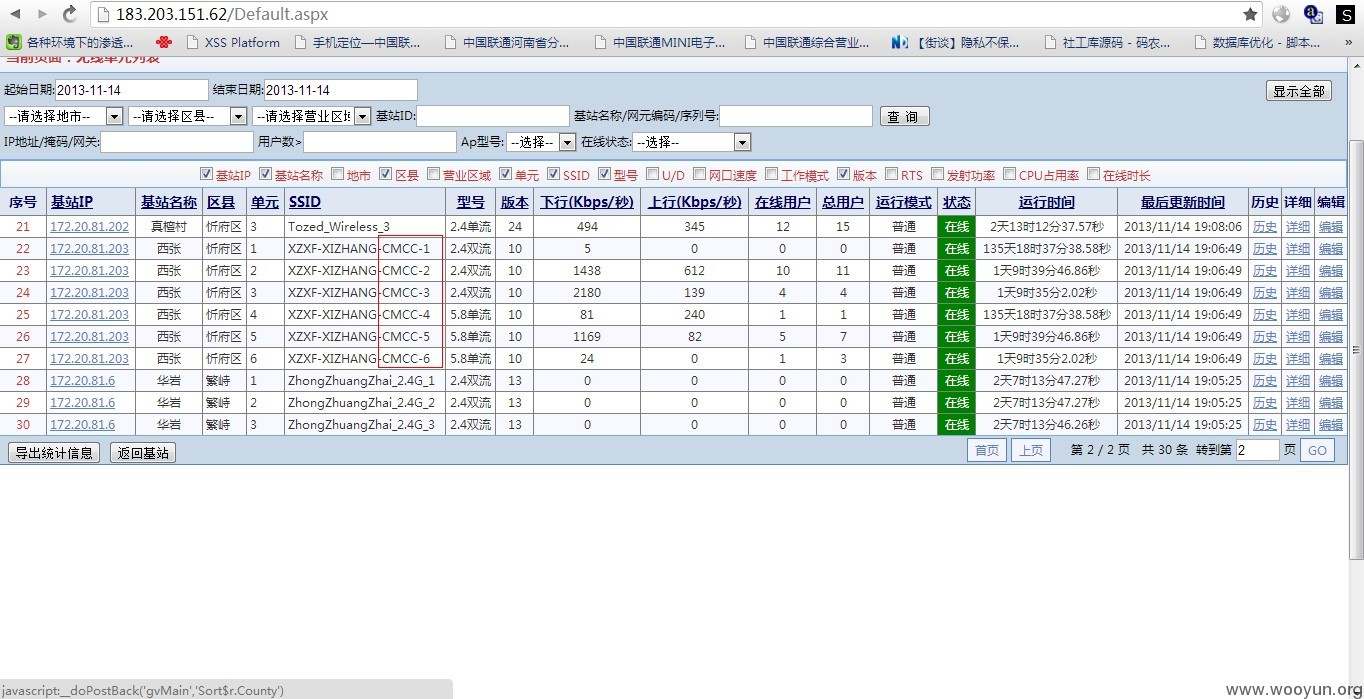 183.203.151.62/Default.aspx
各种环境下的渗透... XSS Platform 手机定位—中国联... 中国联通河南省分... 中国联通MINI电子... 中国联通综合营业... 【街谈】隐私不保... 社工库源码 - 码农... 数据库优化 - 脚本... »
当前页面：无线单元列表
起始日期: 2013-11-14 结束日期: 2013-11-14 显示全部
--请选择地市-- --请选择区县-- --请选择营业区域 基站ID: 基站名称/网元编码/序列号: 查 询
IP地址/掩码/网关: 用户数> Ap型号: --选择-- 在线状态: --选择--
基站IP 基站名称 地市 区县 营业区域 单元 SSID 型号 U/D 网口速度 工作模式 版本 RTS 发射功率 CPU占用率 在线时长
序号 基站IP 基站名称 区县 单元 SSID 型号 版本 下行(Kbps/秒) 上行(Kbps/秒) 在线用户 总用户 运行模式 状态 运行时间 最后更新时间 历史 详细 编辑
21 172.20.81.202 真檀村 忻府区 3 Tozed_Wireless_3 2.4单流 24 494 345 12 15 普通 在线 2天13时12分37.57秒 2013/11/14 19:08:06 历史 详细 编辑
22 172.20.81.203 西张 忻府区 1 XZXF-XIZHANG-CMCC-1 2.4双流 10 5 0 0 0 普通 在线 135天18时37分38.58秒 2013/11/14 19:06:49 历史 详细 编辑
23 172.20.81.203 西张 忻府区 2 XZXF-XIZHANG-CMCC-2 2.4双流 10 1438 612 10 11 普通 在线 1天9时39分46.86秒 2013/11/14 19:06:49 历史 详细 编辑
24 172.20.81.203 西张 忻府区 3 XZXF-XIZHANG-CMCC-3 2.4双流 10 2180 139 4 4 普通 在线 1天9时35分2.02秒 2013/11/14 19:06:49 历史 详细 编辑
25 172.20.81.203 西张 忻府区 4 XZXF-XIZHANG-CMCC-4 5.8单流 10 81 240 1 1 普通 在线 135天18时37分38.58秒 2013/11/14 19:06:49 历史 详细 编辑
26 172.20.81.203 西张 忻府区 5 XZXF-XIZHANG-CMCC-5 5.8单流 10 1169 82 5 7 普通 在线 1天9时39分46.86秒 2013/11/14 19:06:49 历史 详细 编辑
27 172.20.81.203 西张 忻府区 6 XZXF-XIZHANG-CMCC-6 5.8单流 10 24 0 1 3 普通 在线 1天9时35分2.02秒 2013/11/14 19:06:49 历史 详细 编辑
28 172.20.81.6 华岩 繁峙 1 ZhongZhuangZhai_2.4G_1 2.4双流 13 0 0 0 0 普通 在线 2天7时13分47.27秒 2013/11/14 19:05:25 历史 详细 编辑
29 172.20.81.6 华岩 繁峙 2 ZhongZhuangZhai_2.4G_2 2.4双流 13 0 0 0 0 普通 在线 2天7时13分47.27秒 2013/11/14 19:05:25 历史 详细 编辑
30 172.20.81.6 华岩 繁峙 3 ZhongZhuangZhai_2.4G_3 2.4双流 13 0 0 0 0 普通 在线 2天7时13分46.26秒 2013/11/14 19:05:25 历史 详细 编辑
导出统计信息 返回基站 首页 上页 第 2 / 2 页 共 30 条 转到第 2 页 GO
javascript:__doPostBack('gvMain','Sort$r.County')
www.wooyun.org